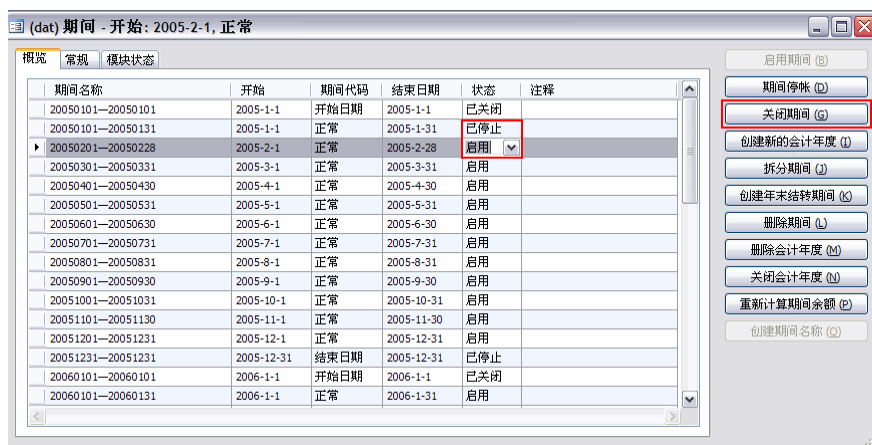 (dat) 期间 - 开始: 2005-2-1, 正常
概览 常规 模块状态
期间名称 开始 期间代码 结束日期 状态 注释
20050101—20050101 2005-1-1 开始日期 2005-1-1 已关闭
20050101—20050131 2005-1-1 正常 2005-1-31 已停止
20050201—20050228 2005-2-1 正常 2005-2-28 启用
20050301—20050331 2005-3-1 正常 2005-3-31 启用
20050401—20050430 2005-4-1 正常 2005-4-30 启用
20050501—20050531 2005-5-1 正常 2005-5-31 启用
20050601—20050630 2005-6-1 正常 2005-6-30 启用
20050701—20050731 2005-7-1 正常 2005-7-31 启用
20050801—20050831 2005-8-1 正常 2005-8-31 启用
20050901—20050930 2005-9-1 正常 2005-9-30 启用
20051001—20051031 2005-10-1 正常 2005-10-31 启用
20051101—20051130 2005-11-1 正常 2005-11-30 启用
20051201—20051231 2005-12-1 正常 2005-12-31 启用
20051231—20051231 2005-12-31 结束日期 2005-12-31 已停止
20060101—20060101 2006-1-1 开始日期 2006-1-1 已关闭
20060101—20060131 2006-1-1 正常 2006-1-31 启用
启用期间 (B)
期间停帐 (D)
关闭期间 (G)
创建新的会计年度 (I)
拆分期间 (J)
创建年末结转期间 (K)
删除期间 (L)
删除会计年度 (M)
关闭会计年度 (N)
重新计算期间余额 (P)
创建期间名称 (O)